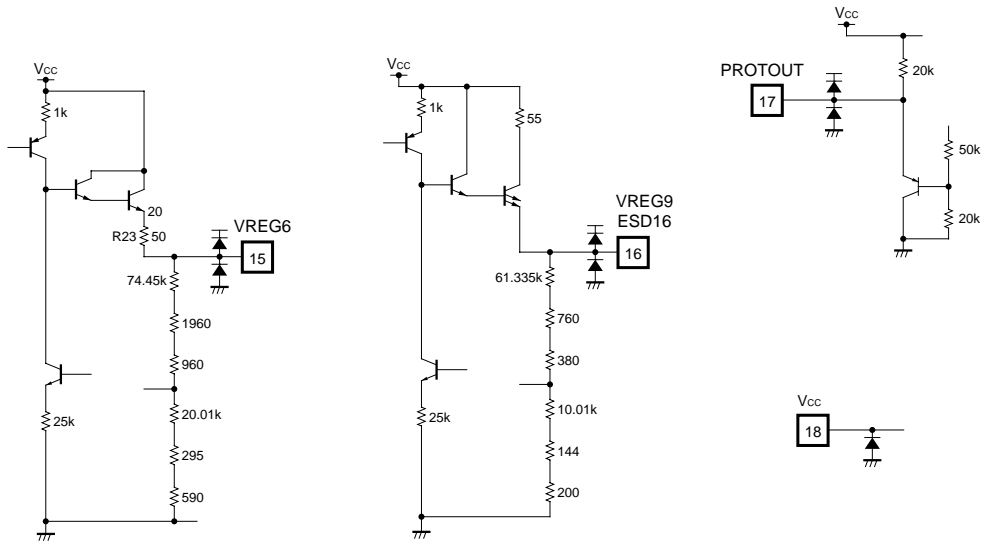 Vcc
1k
20
R23 50
VREG6
15
74.45k
1960
960
20.01k
295
590
25k
Vcc
1k
55
VREG9
ESD16
16
61.335k
760
380
10.01k
144
200
25k
Vcc
20k
PROTOUT
17
50k
20k
Vcc
18